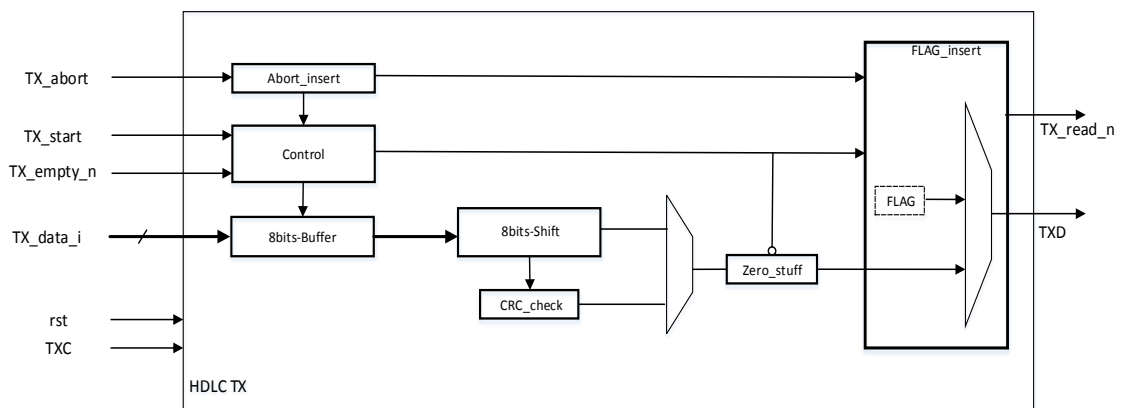 FLAG_insert
TX_abort
Abort_insert
TX_start
TX_read_n
Control
TX_empty_n
FLAG
TX_data_i
8bits-Buffer
8bits-Shift
TXD
Zero_stuff
CRC_check
rst
TXC
HDLC TX